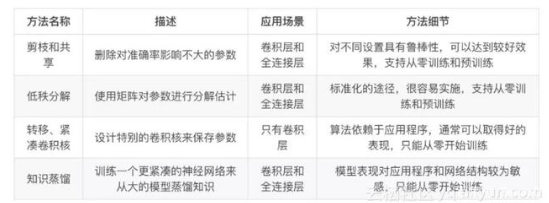 方法名称 描述 应用场景 方法细节
剪枝和共享 删除对准确率影响不大的参数 卷积层和全连接层 对不同设置具有鲁棒性，可以达到较好效果，支持从零训练和预训练
低秩分解 使用矩阵对参数进行分解估计 卷积层和全连接层 标准化的途径，很容易实施，支持从零训练和预训练
转移、紧凑卷积核 设计特别的卷积核来保存参数 只有卷积层 算法依赖于应用程序，通常可以取得好的表现，只能从零开始训练
知识蒸馏 训练一个更紧凑的神经网络来从大的模型蒸馏知识 卷积层和全连接层 模型表现对应用程序和网络结构较为敏感，只能从零开始训练